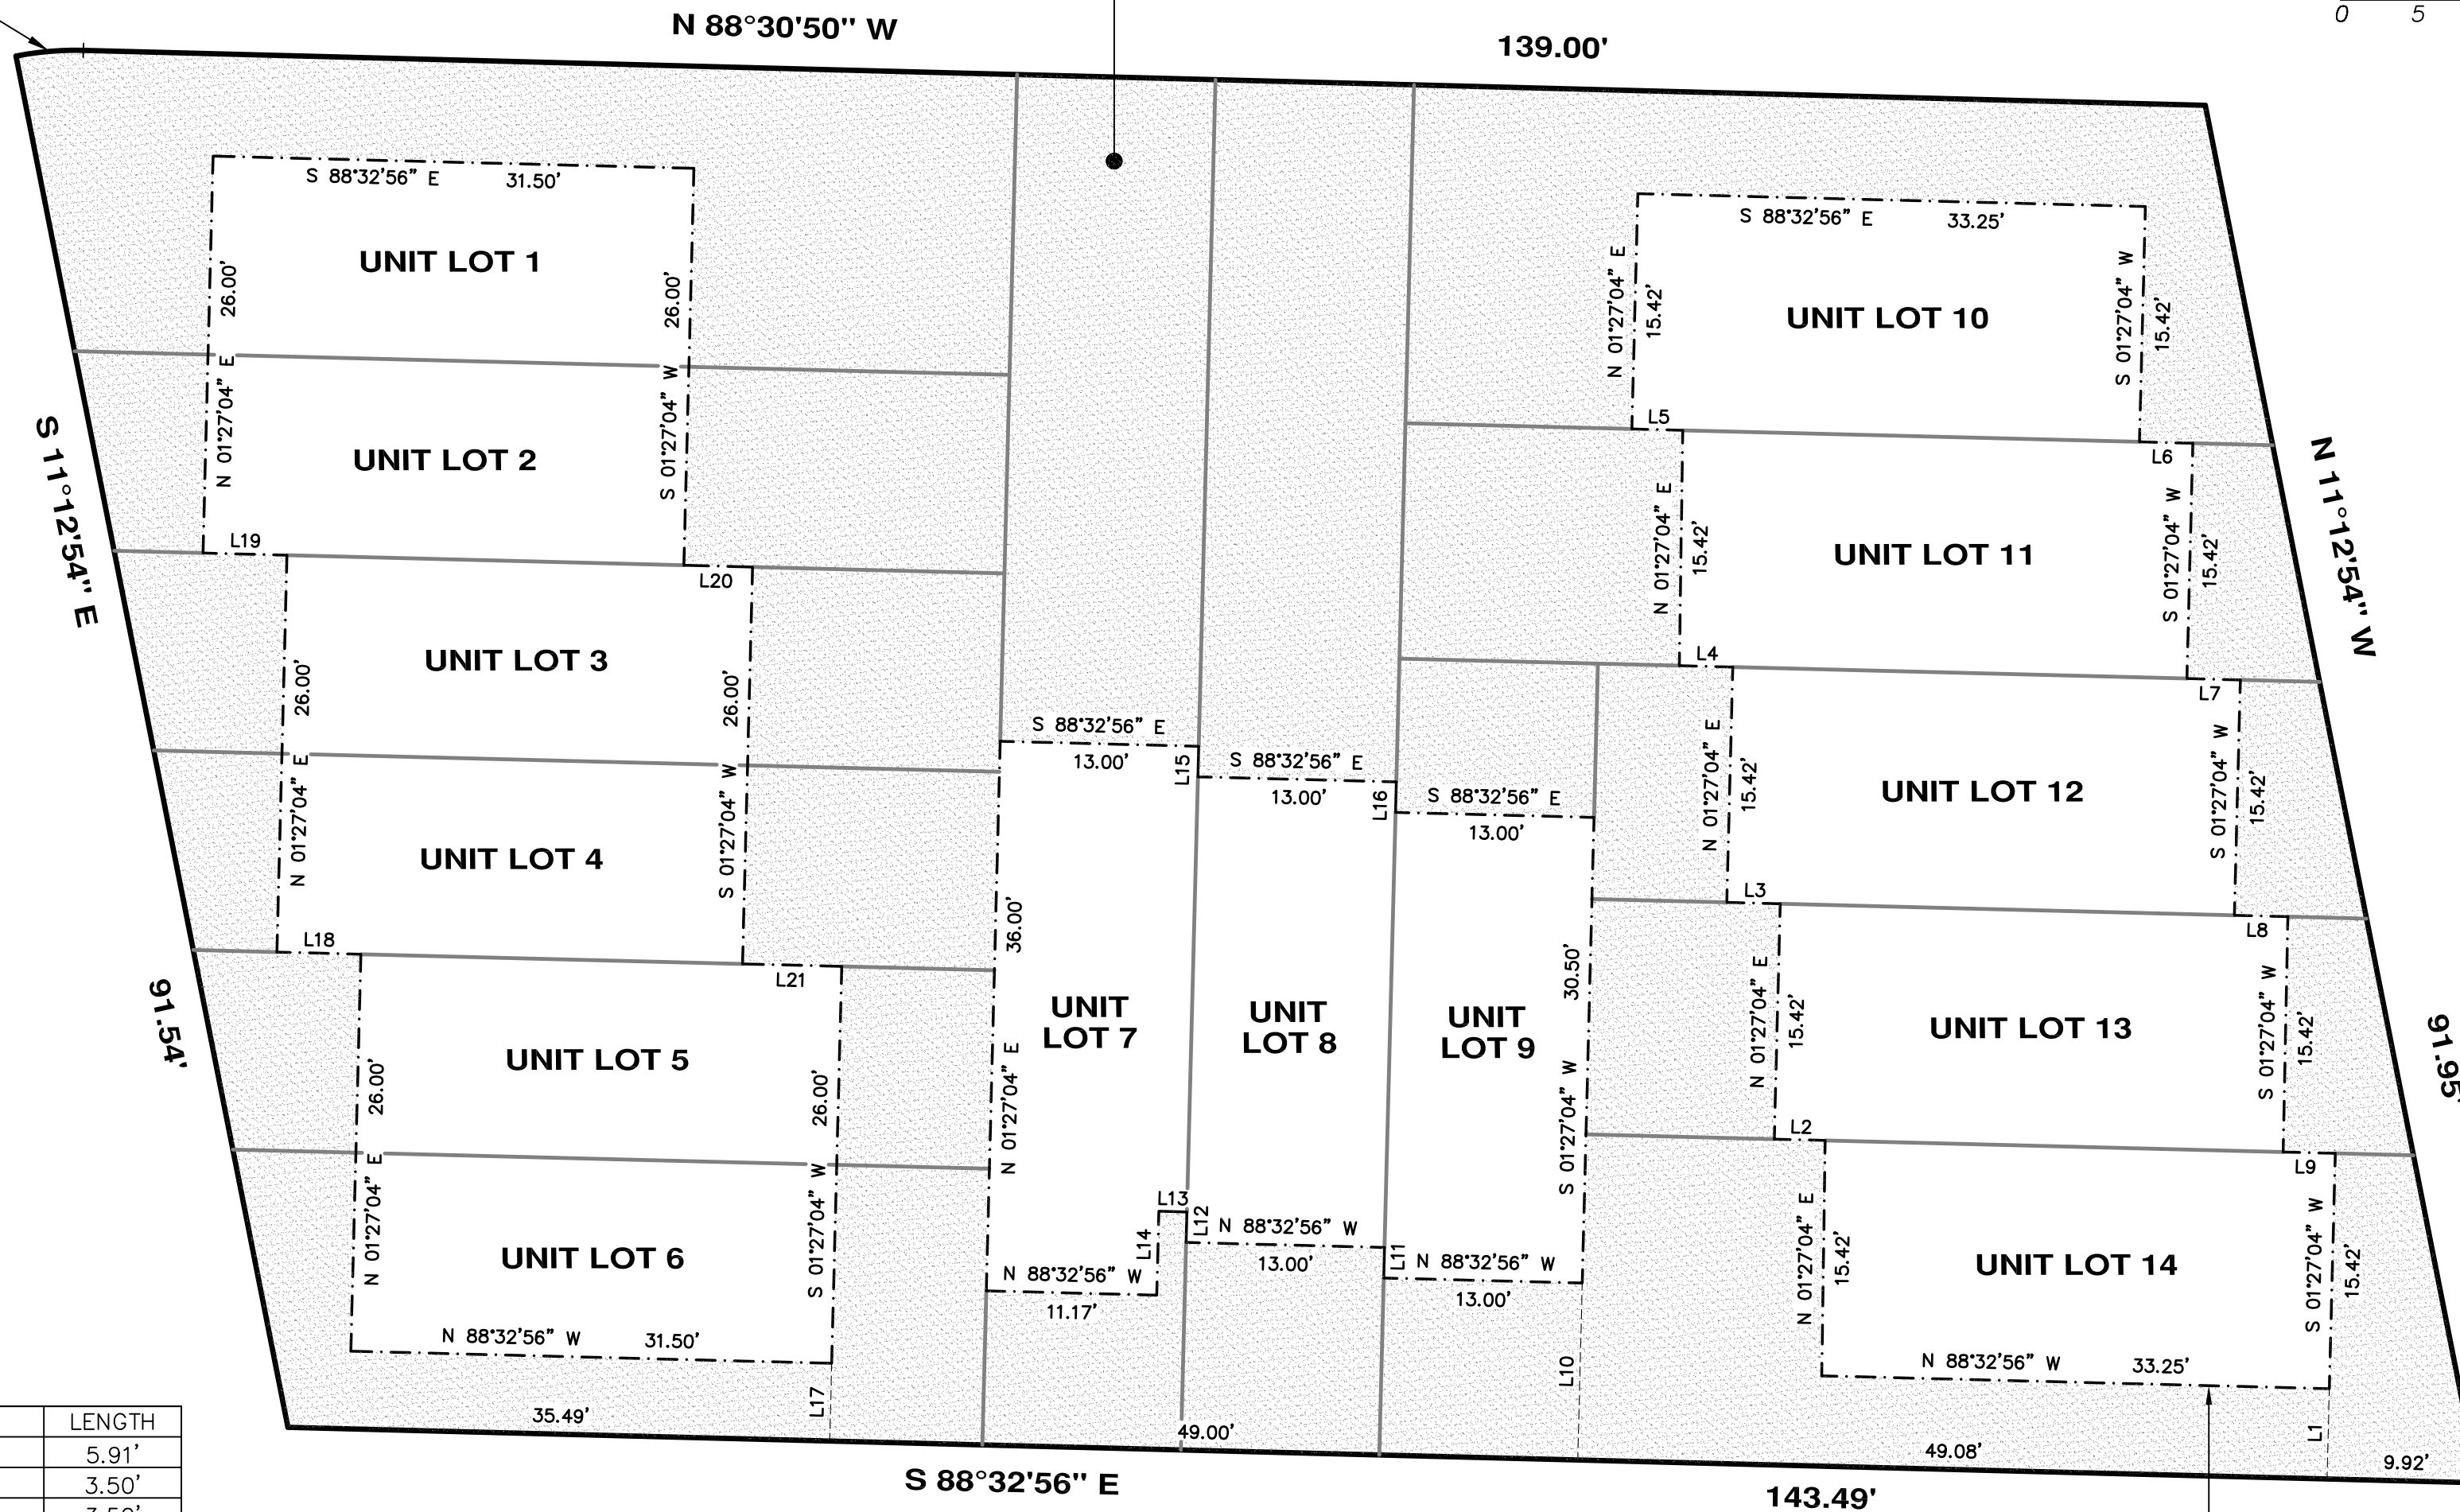 0 5
N 88°30'50" W
139.00'
S 88°32'56" E 31.50'
UNIT LOT 1
26.00'
26.00'
N 01°27'04" E
S 01°27'04" W
UNIT LOT 2
L19
L20
S 11°12'54" E
91.54'
UNIT LOT 3
26.00'
26.00'
N 01°27'04" E
S 01°27'04" W
UNIT LOT 4
L18
L21
UNIT LOT 5
26.00'
26.00'
N 01°27'04" E
S 01°27'04" W
UNIT LOT 6
N 88°32'56" W 31.50'
L17
35.49'
S 88°32'56" E
13.00'
L15
S 88°32'56" E
13.00'
L16
S 88°32'56" E
13.00'
36.00'
N 01°27'04" E
UNIT
LOT 7
UNIT
LOT 8
UNIT
LOT 9
30.50'
S 01°27'04" W
L13
L14
L12
N 88°32'56" W
11.17'
N 88°32'56" W
13.00'
L11
N 88°32'56" W
13.00'
L10
49.00'
S 88°32'56" E
143.49'
S 88°32'56" E 33.25'
N 01°27'04" E
15.42'
UNIT LOT 10
S 01°27'04" W
15.42'
L5
L6
N 01°27'04" E
15.42'
UNIT LOT 11
S 01°27'04" W
15.42'
L4
L7
N 11°12'54" W
91.95'
N 01°27'04" E
15.42'
UNIT LOT 12
S 01°27'04" W
15.42'
L3
L8
N 01°27'04" E
15.42'
UNIT LOT 13
S 01°27'04" W
15.42'
L2
L9
N 01°27'04" E
15.42'
UNIT LOT 14
S 01°27'04" W
15.42'
N 88°32'56" W 33.25'
L1
49.08'
9.92'
LENGTH
5.91'
3.50'